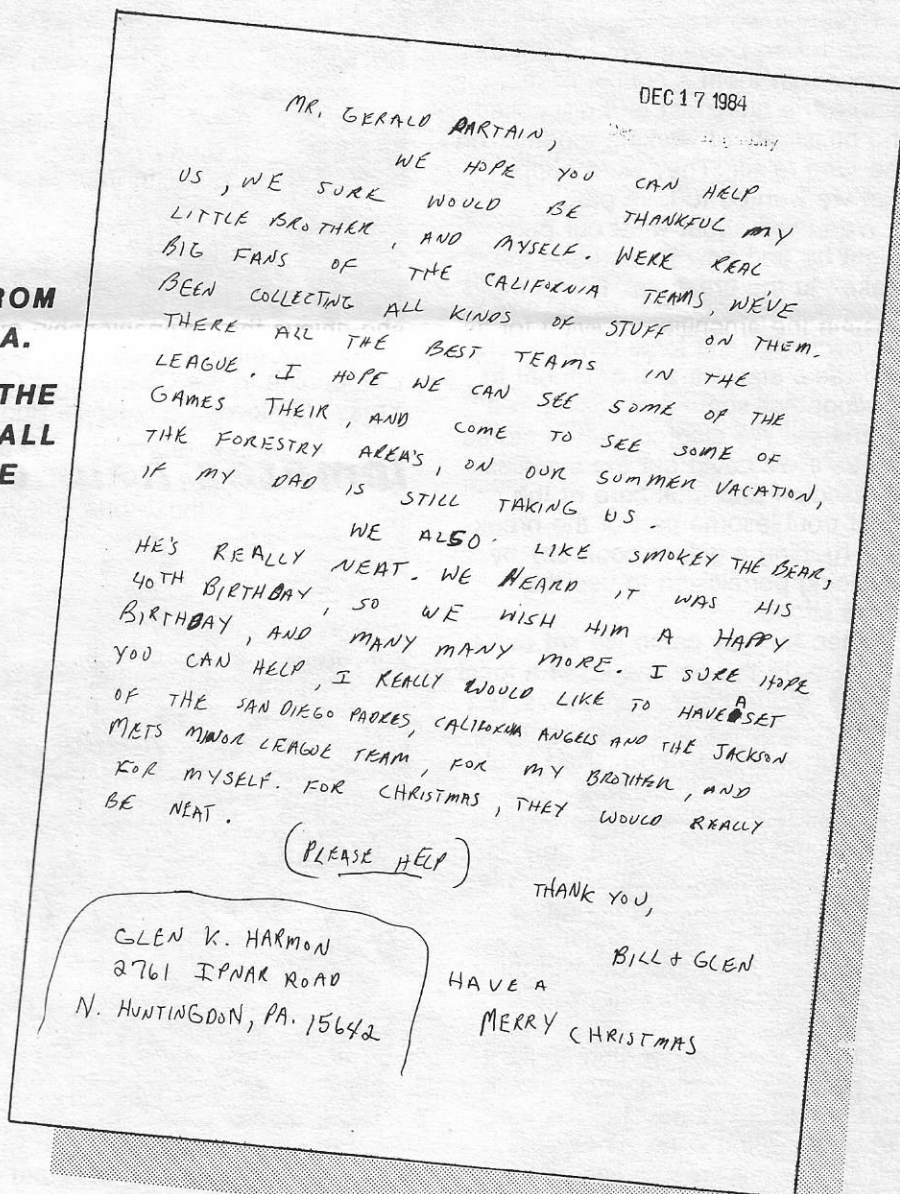 ROM
A.
THE
ALL
E
DEC 17 1984
MR. GERALD PARTAIN,
WE HOPE YOU CAN HELP
US, WE SURE WOULD BE THANKFUL MY
LITTLE BROTHER, AND MYSELF. WERE REAL
BIG FANS OF THE CALIFORNIA TEAMS, WE'VE
BEEN COLLECTING ALL KINDS OF STUFF ON THEM.
THERE ALL THE BEST TEAMS IN THE
LEAGUE. I HOPE WE CAN SEE SOME OF THE
GAMES THEIR, AND COME TO SEE SOME OF
THE FORESTRY AREA'S, ON OUR SUMMER VACATION,
IF MY DAD IS STILL TAKING US.
WE ALSO LIKE SMOKEY THE BEAR,
HE'S REALLY NEAT. WE HEARD IT WAS HIS
40TH BIRTHDAY, SO WE WISH HIM A HAPPY
BIRTHDAY, AND MANY MANY MORE. I SURE HOPE
YOU CAN HELP, I REALLY WOULD LIKE TO HAVE A SET
OF THE SAN DIEGO PADRES, CALIFORNIA ANGELS AND THE JACKSON
METS MINOR LEAGUE TEAM, FOR MY BROTHER, AND
FOR MYSELF. FOR CHRISTMAS, THEY WOULD REALLY
BE NEAT.
(PLEASE HELP)
THANK YOU,
BILL & GLEN
HAVE A
MERRY CHRISTMAS
GLEN K. HARMON
2761 IPNAR ROAD
N. HUNTINGDON, PA. 15642